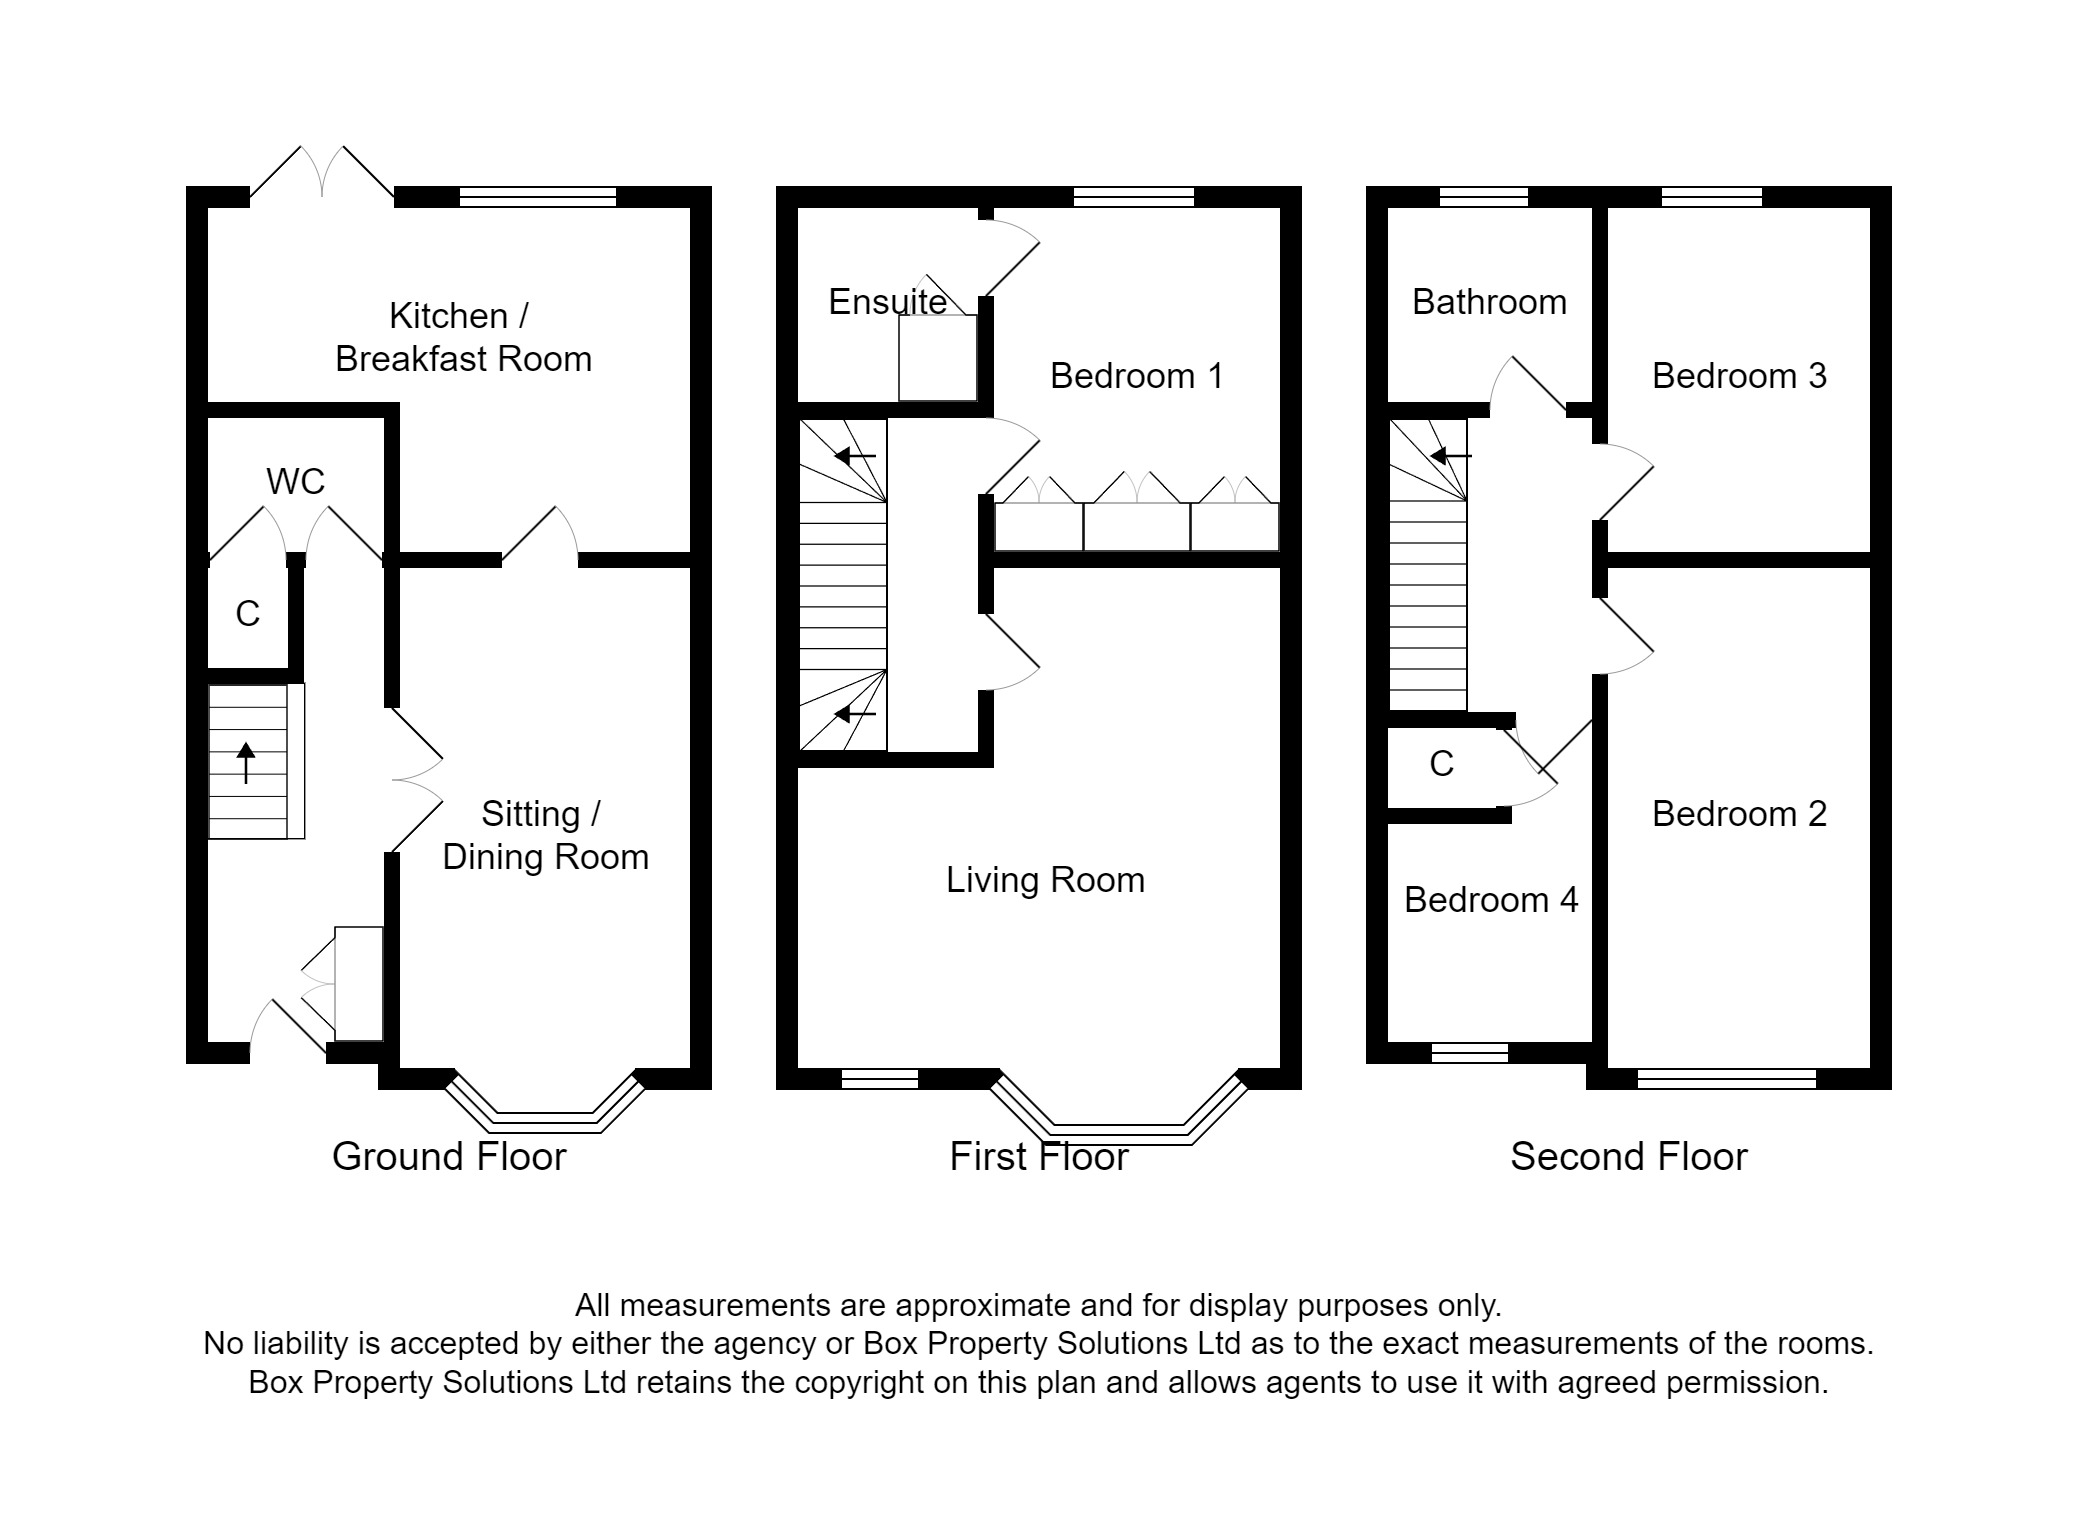 Kitchen /
Breakfast Room
WC
C
Sitting /
Dining Room
Ground Floor
Ensuite
Bedroom 1
Living Room
First Floor
Bathroom
Bedroom 3
C
Bedroom 2
Bedroom 4
Second Floor
All measurements are approximate and for display purposes only.
No liability is accepted by either the agency or Box Property Solutions Ltd as to the exact measurements of the rooms.
Box Property Solutions Ltd retains the copyright on this plan and allows agents to use it with agreed permission.